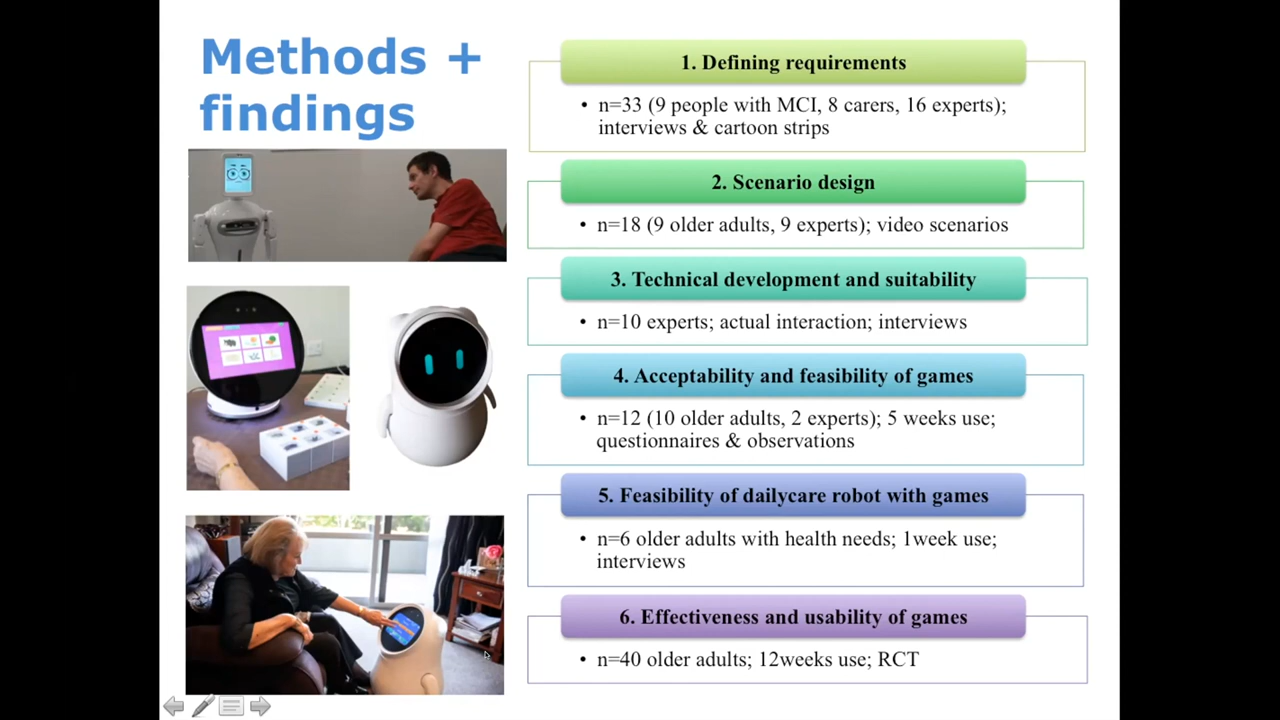 Methods +
findings
1. Defining requirements
• n=33 (9 people with MCI, 8 carers, 16 experts);
interviews & cartoon strips
2. Scenario design
• n=18 (9 older adults, 9 experts); video scenarios
3. Technical development and suitability
• n=10 experts; actual interaction; interviews
4. Acceptability and feasibility of games
• n=12 (10 older adults, 2 experts); 5 weeks use;
questionnaires & observations
5. Feasibility of dailycare robot with games
• n=6 older adults with health needs; 1week use;
interviews
6. Effectiveness and usability of games
• n=40 older adults; 12weeks use; RCT